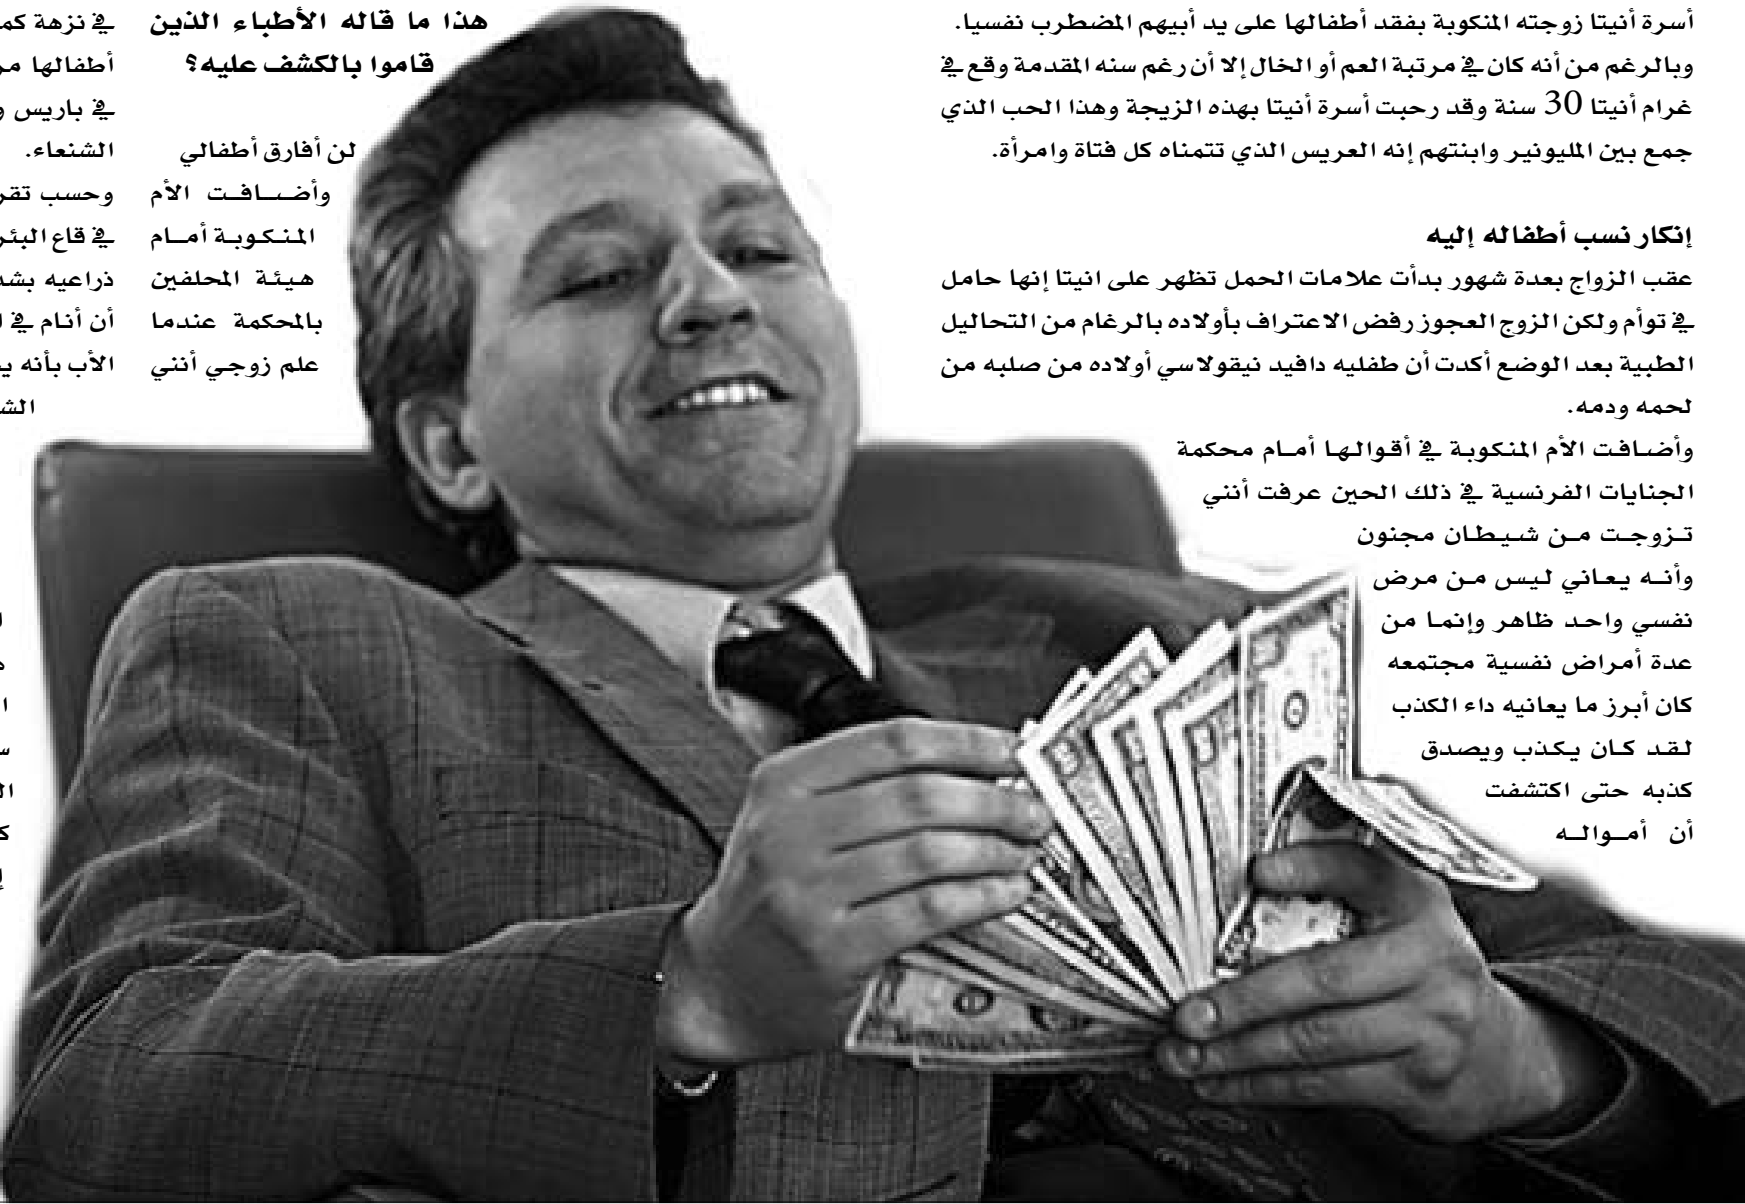 أسرة أنيتا زوجته المنكوبة بفقد أطفالها على يد أبيهم المضطرب نفسيا.
وبالرغم من أنه كان في مرتبة العم أو الخال إلا أن رغم سنه المقدمة وقع في
غرام أنيتا 30 سنة وقد رحبت أسرة أنيتا بهذه الزيجة وهذا الحب الذي
جمع بين المليونير وابنتهم إنه العريس الذي تتمناه كل فتاة وامرأة.
إنكار نسب أطفاله إليه
عقب الزواج بعدة شهور بدأت علامات الحمل تظهر على انيتا إنها حامل
في توأم ولكن الزوج العجوز رفض الاعتراف بأولاده بالرغام من التحاليل
الطبية بعد الوضع أكدت أن طفليه دافيد نيقولاسي أولاده من صلبه من
لحمه ودمه.
وأضافت الأم المنكوبة في أقوالها أمام محكمة
الجنايات الفرنسية في ذلك الحين عرفت أنني
تزوجت من شيطان مجنون
وأنه يعاني ليس من مرض
نفسي واحد ظاهر وإنما من
عدة أمراض نفسية مجتمعه
كان أبرز ما يعانيه داء الكذب
لقد كان يكذب ويصدق
كذبه حتى اكتشفت
أن أمواله
هذا ما قاله الأطباء الذين
قاموا بالكشف عليه؟
لن أفارق أطفالي
وأضافت الأم
المنكوبة أمام
هيئة المحلفين
بالمحكمة عندما
علم زوجي أنني
في نزهة
أطفالها
في باريس
الشنعاء.
وحسب
في قاع البئر
ذراعيه
أن أنام في
الأب بأنه